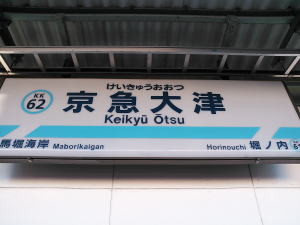 KK
62
けいきゅうおおつ
京急大津
Keikyū Ōtsu
馬堀海岸 Maborikaigan
Horinouchi 堀ノ内